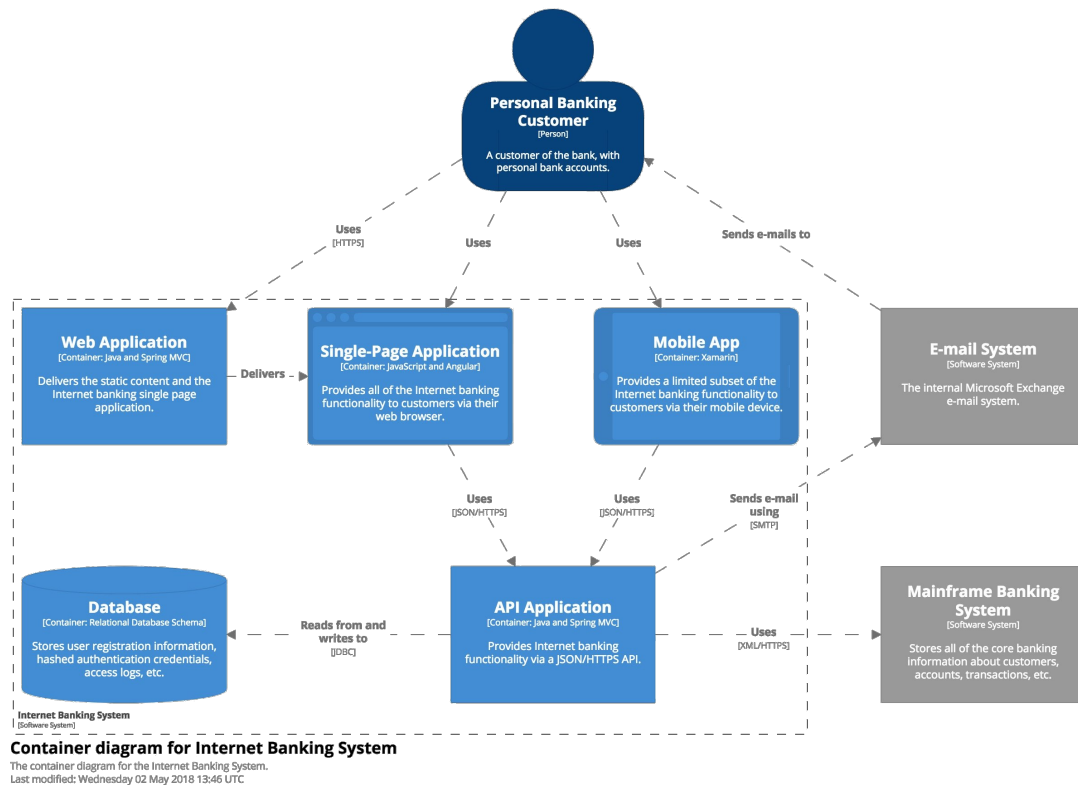 Personal Banking
Customer
[Person]
A customer of the bank, with
personal bank accounts.
Uses
[HTTPS]
Uses
Uses
Sends e-mails to
Web Application
[Container: Java and Spring MVC]
Delivers the static content and the
Internet banking single page
application.
Delivers
Single-Page Application
[Container: JavaScript and Angular]
Provides all of the Internet banking
functionality to customers via their
web browser.
Mobile App
[Container: Xamarin]
Provides a limited subset of the
Internet banking functionality to
customers via their mobile device.
E-mail System
[Software System]
The internal Microsoft Exchange
e-mail system.
Uses
[JSON/HTTPS]
Uses
[JSON/HTTPS]
Sends e-mail
using
[SMTP]
Database
[Container: Relational Database Schema]
Stores user registration information,
hashed authentication credentials,
access logs, etc.
Reads from and
writes to
[JDBC]
API Application
[Container: Java and Spring MVC]
Provides Internet banking
functionality via a JSON/HTTPS API.
Uses
[XML/HTTPS]
Mainframe Banking
System
[Software System]
Stores all of the core banking
information about customers,
accounts, transactions, etc.
Internet Banking System
[Software System]
Container diagram for Internet Banking System
The container diagram for the Internet Banking System.
Last modified: Wednesday 02 May 2018 13:46 UTC